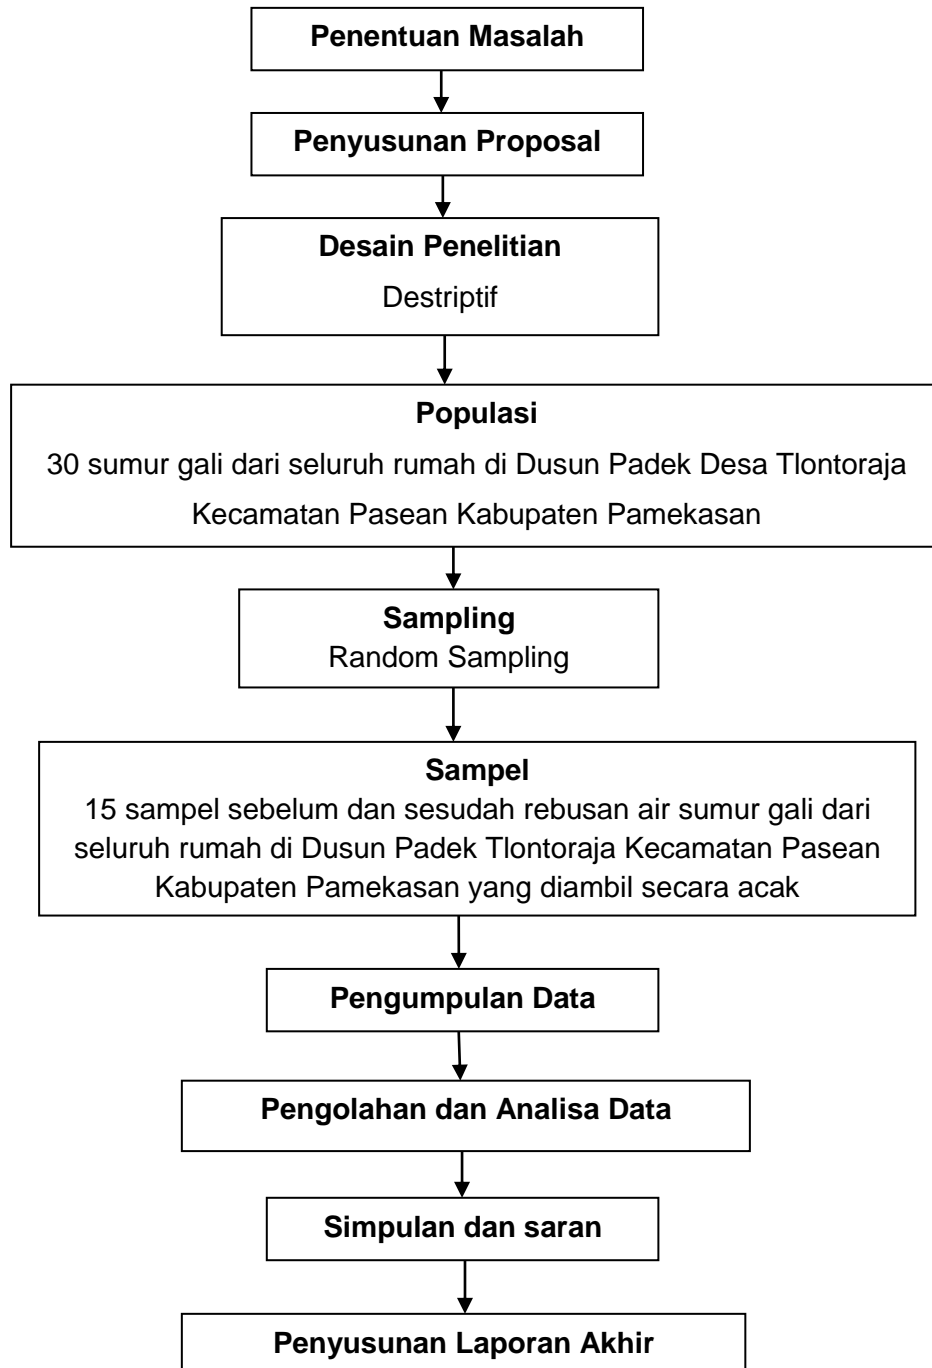 Penentuan Masalah
Penyusunan Proposal
Desain Penelitian
Destriptif
Populasi
30 sumur gali dari seluruh rumah di Dusun Padek Desa Tlontoraja
Kecamatan Pasean Kabupaten Pamekasan
Sampling
Random Sampling
Sampel
15 sampel sebelum dan sesudah rebusan air sumur gali dari
seluruh rumah di Dusun Padek Tlontoraja Kecamatan Pasean
Kabupaten Pamekasan yang diambil secara acak
Pengumpulan Data
Pengolahan dan Analisa Data
Simpulan dan saran
Penyusunan Laporan Akhir